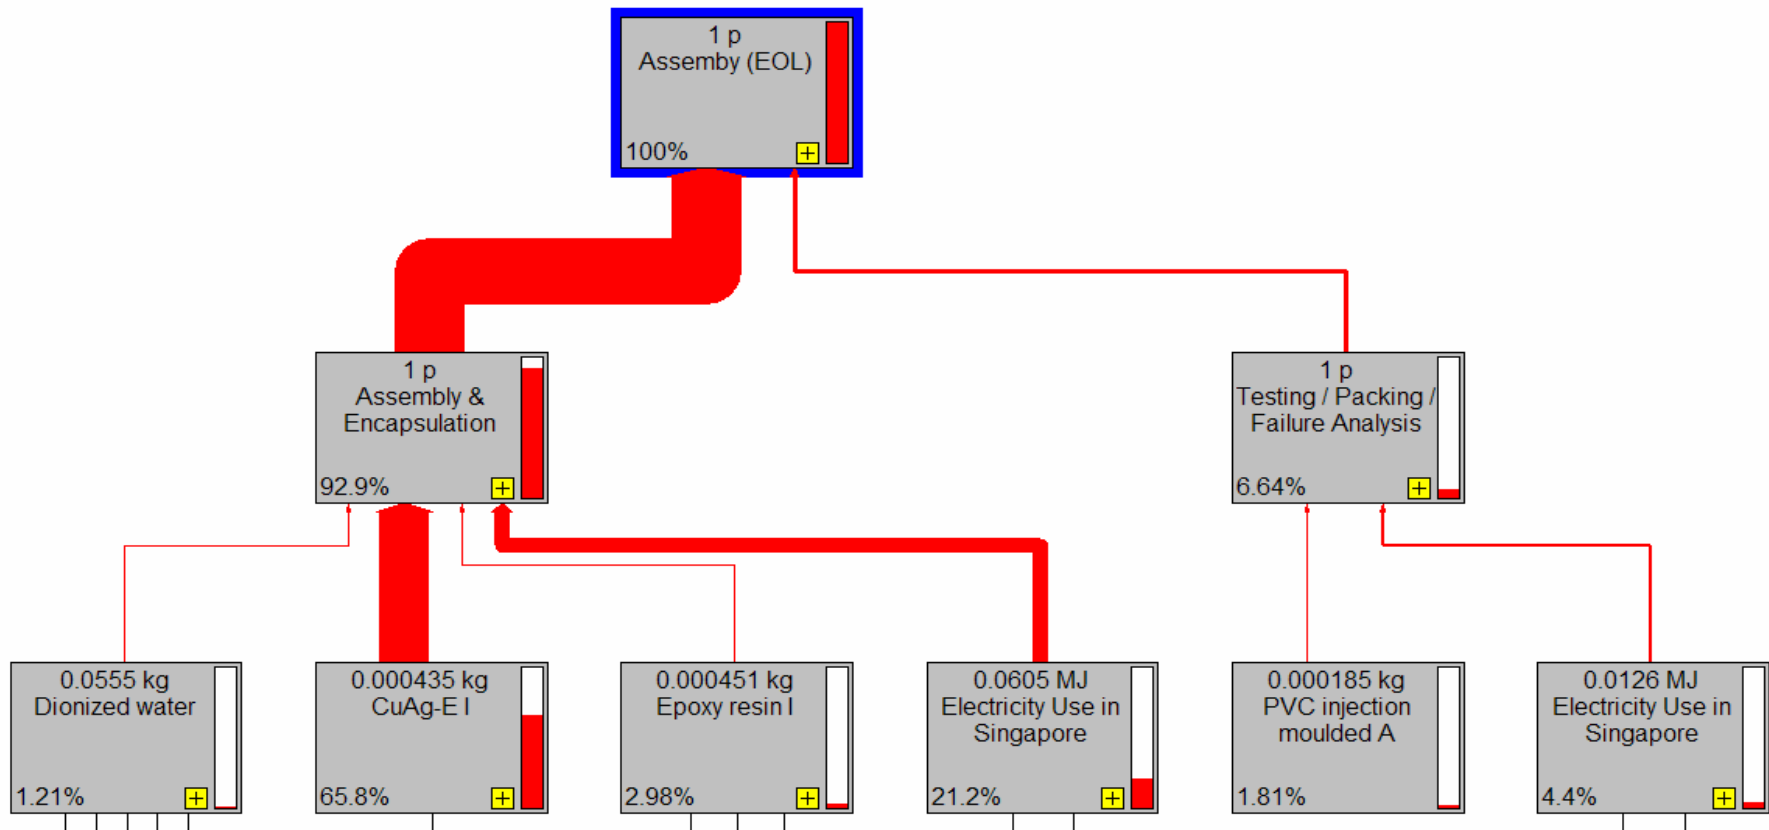 1 p
Assemby (EOL)
100%
+
1 p
Assembly &
Encapsulation
92.9%
+
1 p
Testing / Packing /
Failure Analysis
6.64%
+
0.0555 kg
Dionized water
1.21%
+
0.000435 kg
CuAg-E I
65.8%
+
0.000451 kg
Epoxy resin I
2.98%
+
0.0605 MJ
Electricity Use in
Singapore
21.2%
+
0.000185 kg
PVC injection
moulded A
1.81%
0.0126 MJ
Electricity Use in
Singapore
4.4%
+